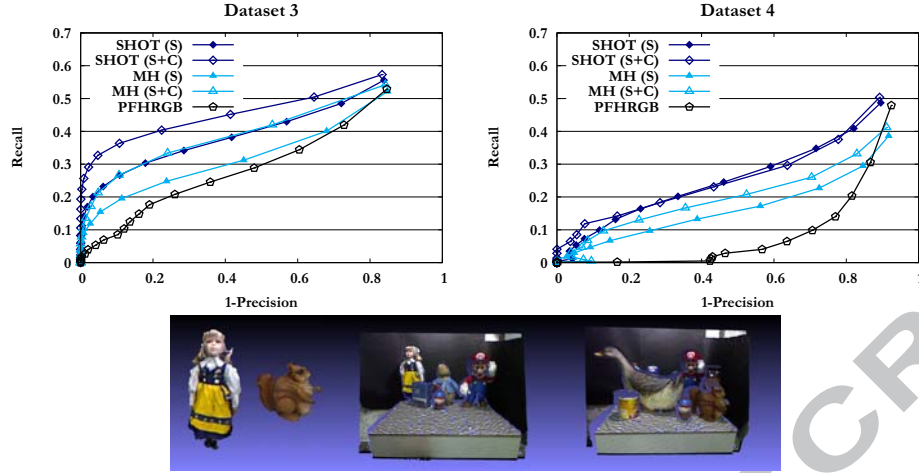 Dataset 3
0.7
0.6
0.5
0.4
0.3
0.2
0.1
0
Recall
SHOT (S)
SHOT (S+C)
MH (S)
MH (S+C)
PFHRGB
0 0.2 0.4 0.6 0.8 1
1-Precision
Dataset 4
0.7
0.6
0.5
0.4
0.3
0.2
0.1
0
Recall
SHOT (S)
SHOT (S+C)
MH (S)
MH (S+C)
PFHRGB
0 0.2 0.4 0.6 0.8 1
1-Precision
CR